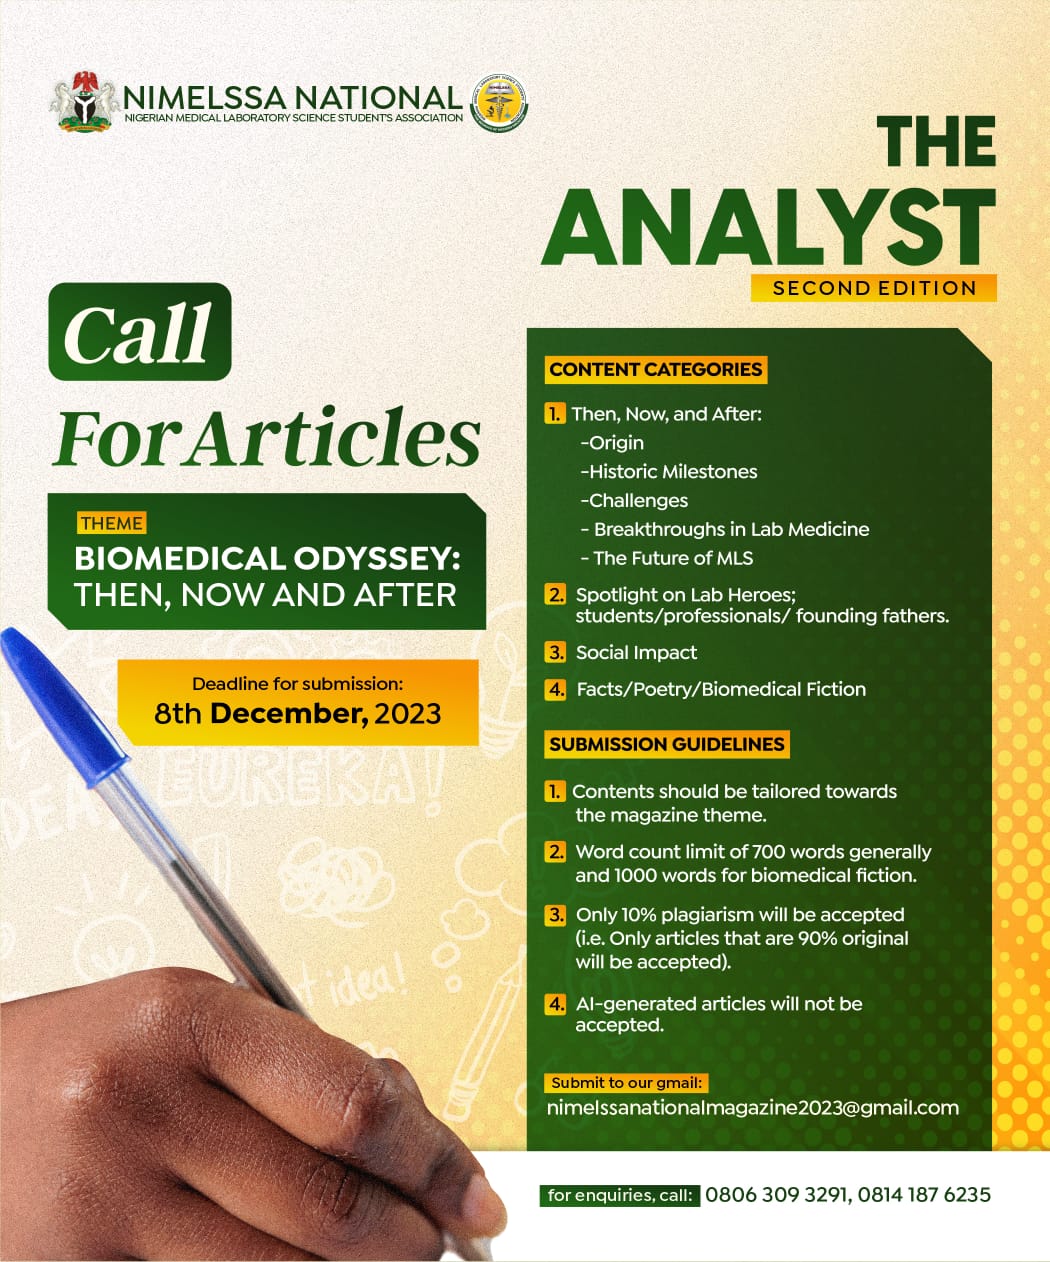 NIMELSSA NATIONAL
NIGERIAN MEDICAL LABORATORY SCIENCE STUDENT'S ASSOCIATION
NIMELSSA
THE
ANALYST
SECOND EDITION
Call
For Articles
THEME
BIOMEDICAL ODYSSEY:
THEN, NOW AND AFTER
Deadline for submission:
8th December, 2023
EUREKA!
IDEA
idea!
CONTENT CATEGORIES
1. Then, Now, and After:
-Origin
-Historic Milestones
-Challenges
- Breakthroughs in Lab Medicine
- The Future of MLS
2. Spotlight on Lab Heroes;
students/professionals/ founding fathers.
3. Social Impact
4. Facts/Poetry/Biomedical Fiction
SUBMISSION GUIDELINES
1. Contents should be tailored towards
the magazine theme.
2. Word count limit of 700 words generally
and 1000 words for biomedical fiction.
3. Only 10% plagiarism will be accepted
(i.e. Only articles that are 90% original
will be accepted).
4. AI-generated articles will not be
accepted.
Submit to our gmail:
nimelssanationalmagazine2023@gmail.com
for enquiries, call: 0806 309 3291, 0814 187 6235